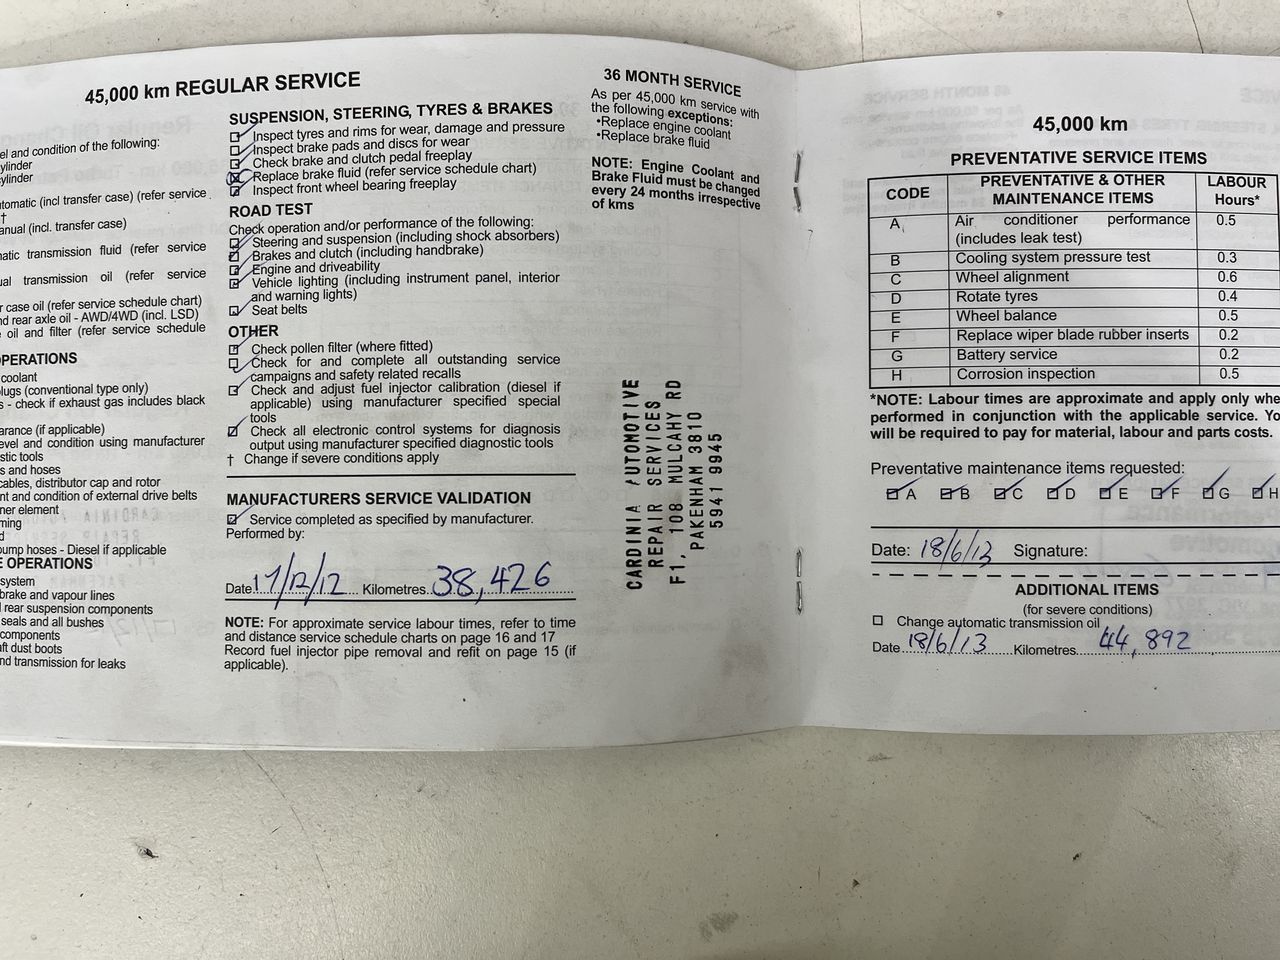 45,000 km REGULAR SERVICE
el and condition of the following:
cylinder
cylinder
utomatic (incl transfer case) (refer service
†
anual (incl. transfer case)
natic transmission fluid (refer service
ual transmission oil (refer service
r case oil (refer service schedule chart)
nd rear axle oil - AWD/4WD (incl. LSD)
e oil and filter (refer service schedule
OPERATIONS
coolant
lugs (conventional type only)
s - check if exhaust gas includes black
arance (if applicable)
evel and condition using manufacturer
stic tools
s and hoses
cables, distributor cap and rotor
nt and condition of external drive belts
ner element
ming
d
pump hoses - Diesel if applicable
E OPERATIONS
system
brake and vapour lines
rear suspension components
seals and all bushes
components
aft dust boots
nd transmission for leaks
SUSPENSION, STEERING, TYRES & BRAKES
Inspect tyres and rims for wear, damage and pressure
Inspect brake pads and discs for wear
Check brake and clutch pedal freeplay
Replace brake fluid (refer service schedule chart)
Inspect front wheel bearing freeplay
ROAD TEST
Check operation and/or performance of the following:
Steering and suspension (including shock absorbers)
Brakes and clutch (including handbrake)
Engine and driveability
Vehicle lighting (including instrument panel, interior
and warning lights)
Seat belts
OTHER
Check pollen filter (where fitted)
Check for and complete all outstanding service
campaigns and safety related recalls
Check and adjust fuel injector calibration (diesel if
applicable) using manufacturer specified special
tools
Check all electronic control systems for diagnosis
output using manufacturer specified diagnostic tools
† Change if severe conditions apply
MANUFACTURERS SERVICE VALIDATION
Service completed as specified by manufacturer.
Performed by:
Date 17/12/12 Kilometres 38,426
NOTE: For approximate service labour times, refer to time
and distance service schedule charts on page 16 and 17
Record fuel injector pipe removal and refit on page 15 (if
applicable).
36 MONTH SERVICE
As per 45,000 km service with
the following exceptions:
•Replace engine coolant
•Replace brake fluid
NOTE: Engine Coolant and
Brake Fluid must be changed
every 24 months irrespective
of kms
CARDINIA AUTOMOTIVE
REPAIR SERVICES
F1, 108 MULCAHY RD
PAKENHAM 3810
5941 9945
45,000 km
PREVENTATIVE SERVICE ITEMS
CODE PREVENTATIVE & OTHER MAINTENANCE ITEMS LABOUR Hours*
A Air conditioner performance 0.5
(includes leak test)
B Cooling system pressure test 0.3
C Wheel alignment 0.6
D Rotate tyres 0.4
E Wheel balance 0.5
F Replace wiper blade rubber inserts 0.2
G Battery service 0.2
H Corrosion inspection 0.5
*NOTE: Labour times are approximate and apply only whe
performed in conjunction with the applicable service. Yo
will be required to pay for material, labour and parts costs.
Preventative maintenance items requested:
A B C D E F G H
Date: 18/6/13 Signature:
ADDITIONAL ITEMS
(for severe conditions)
Change automatic transmission oil
Date 18/6/13 Kilometres 44,892